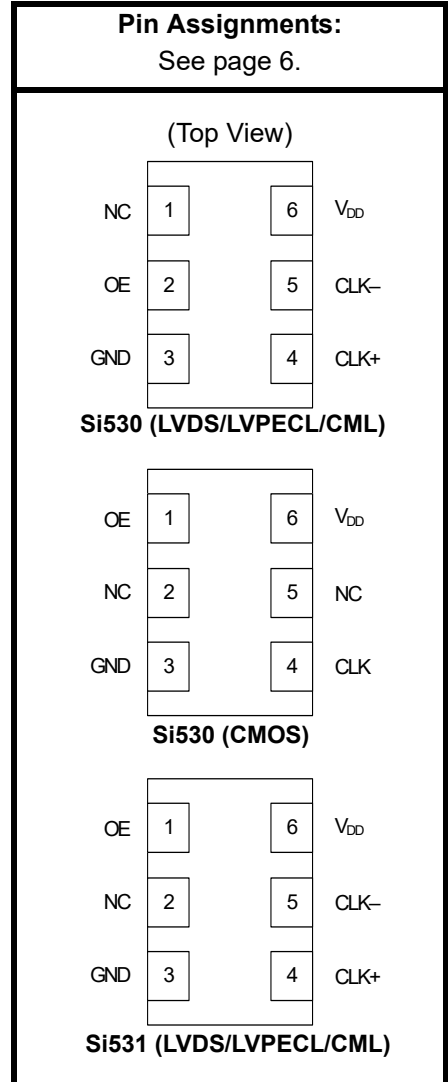 Pin Assignments:
See page 6.
(Top View)
NC 1 6 VDD
OE 2 5 CLK–
GND 3 4 CLK+
Si530 (LVDS/LVPECL/CML)
OE 1 6 VDD
NC 2 5 NC
GND 3 4 CLK
Si530 (CMOS)
OE 1 6 VDD
NC 2 5 CLK–
GND 3 4 CLK+
Si531 (LVDS/LVPECL/CML)